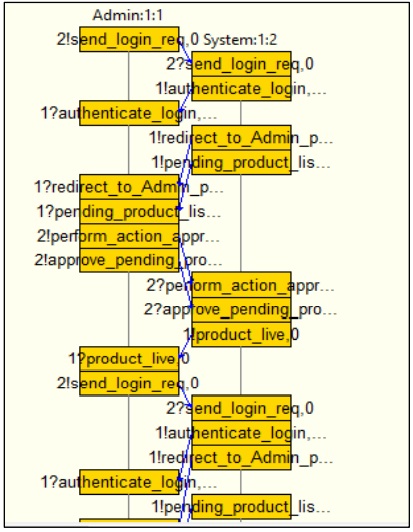 Admin:1:1
2!send_login_req,0 System:1:2
2?send_login_req,0
1!authenticate_login,...
1?authenticate_login,...
1!redirect_to_Admin_p...
1!pending_product_lis...
1?redirect_to_Admin_p...
1?pending_product_lis...
2!perform_action_appr...
2!approve_pending_pro...
2?perform_action_appr...
2?approve_pending_pro...
1!product_live,0
1?product_live,0
2!send_login_req,0
2?send_login_req,0
1!authenticate_login,...
1!redirect_to_Admin_p...
1?authenticate_login,...
1!pending_product_lis...